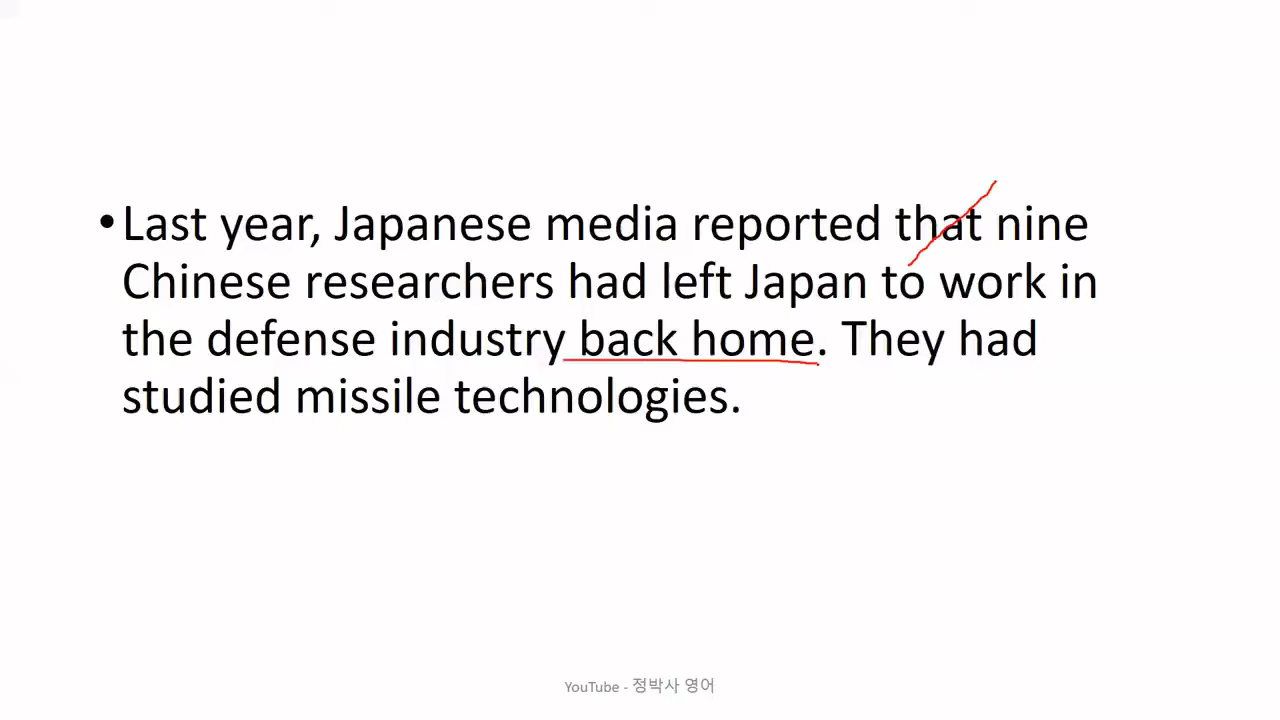 •Last year, Japanese media reported that nine
Chinese researchers had left Japan to work in
the defense industry back home. They had
studied missile technologies.
YouTube - 정박사 영어